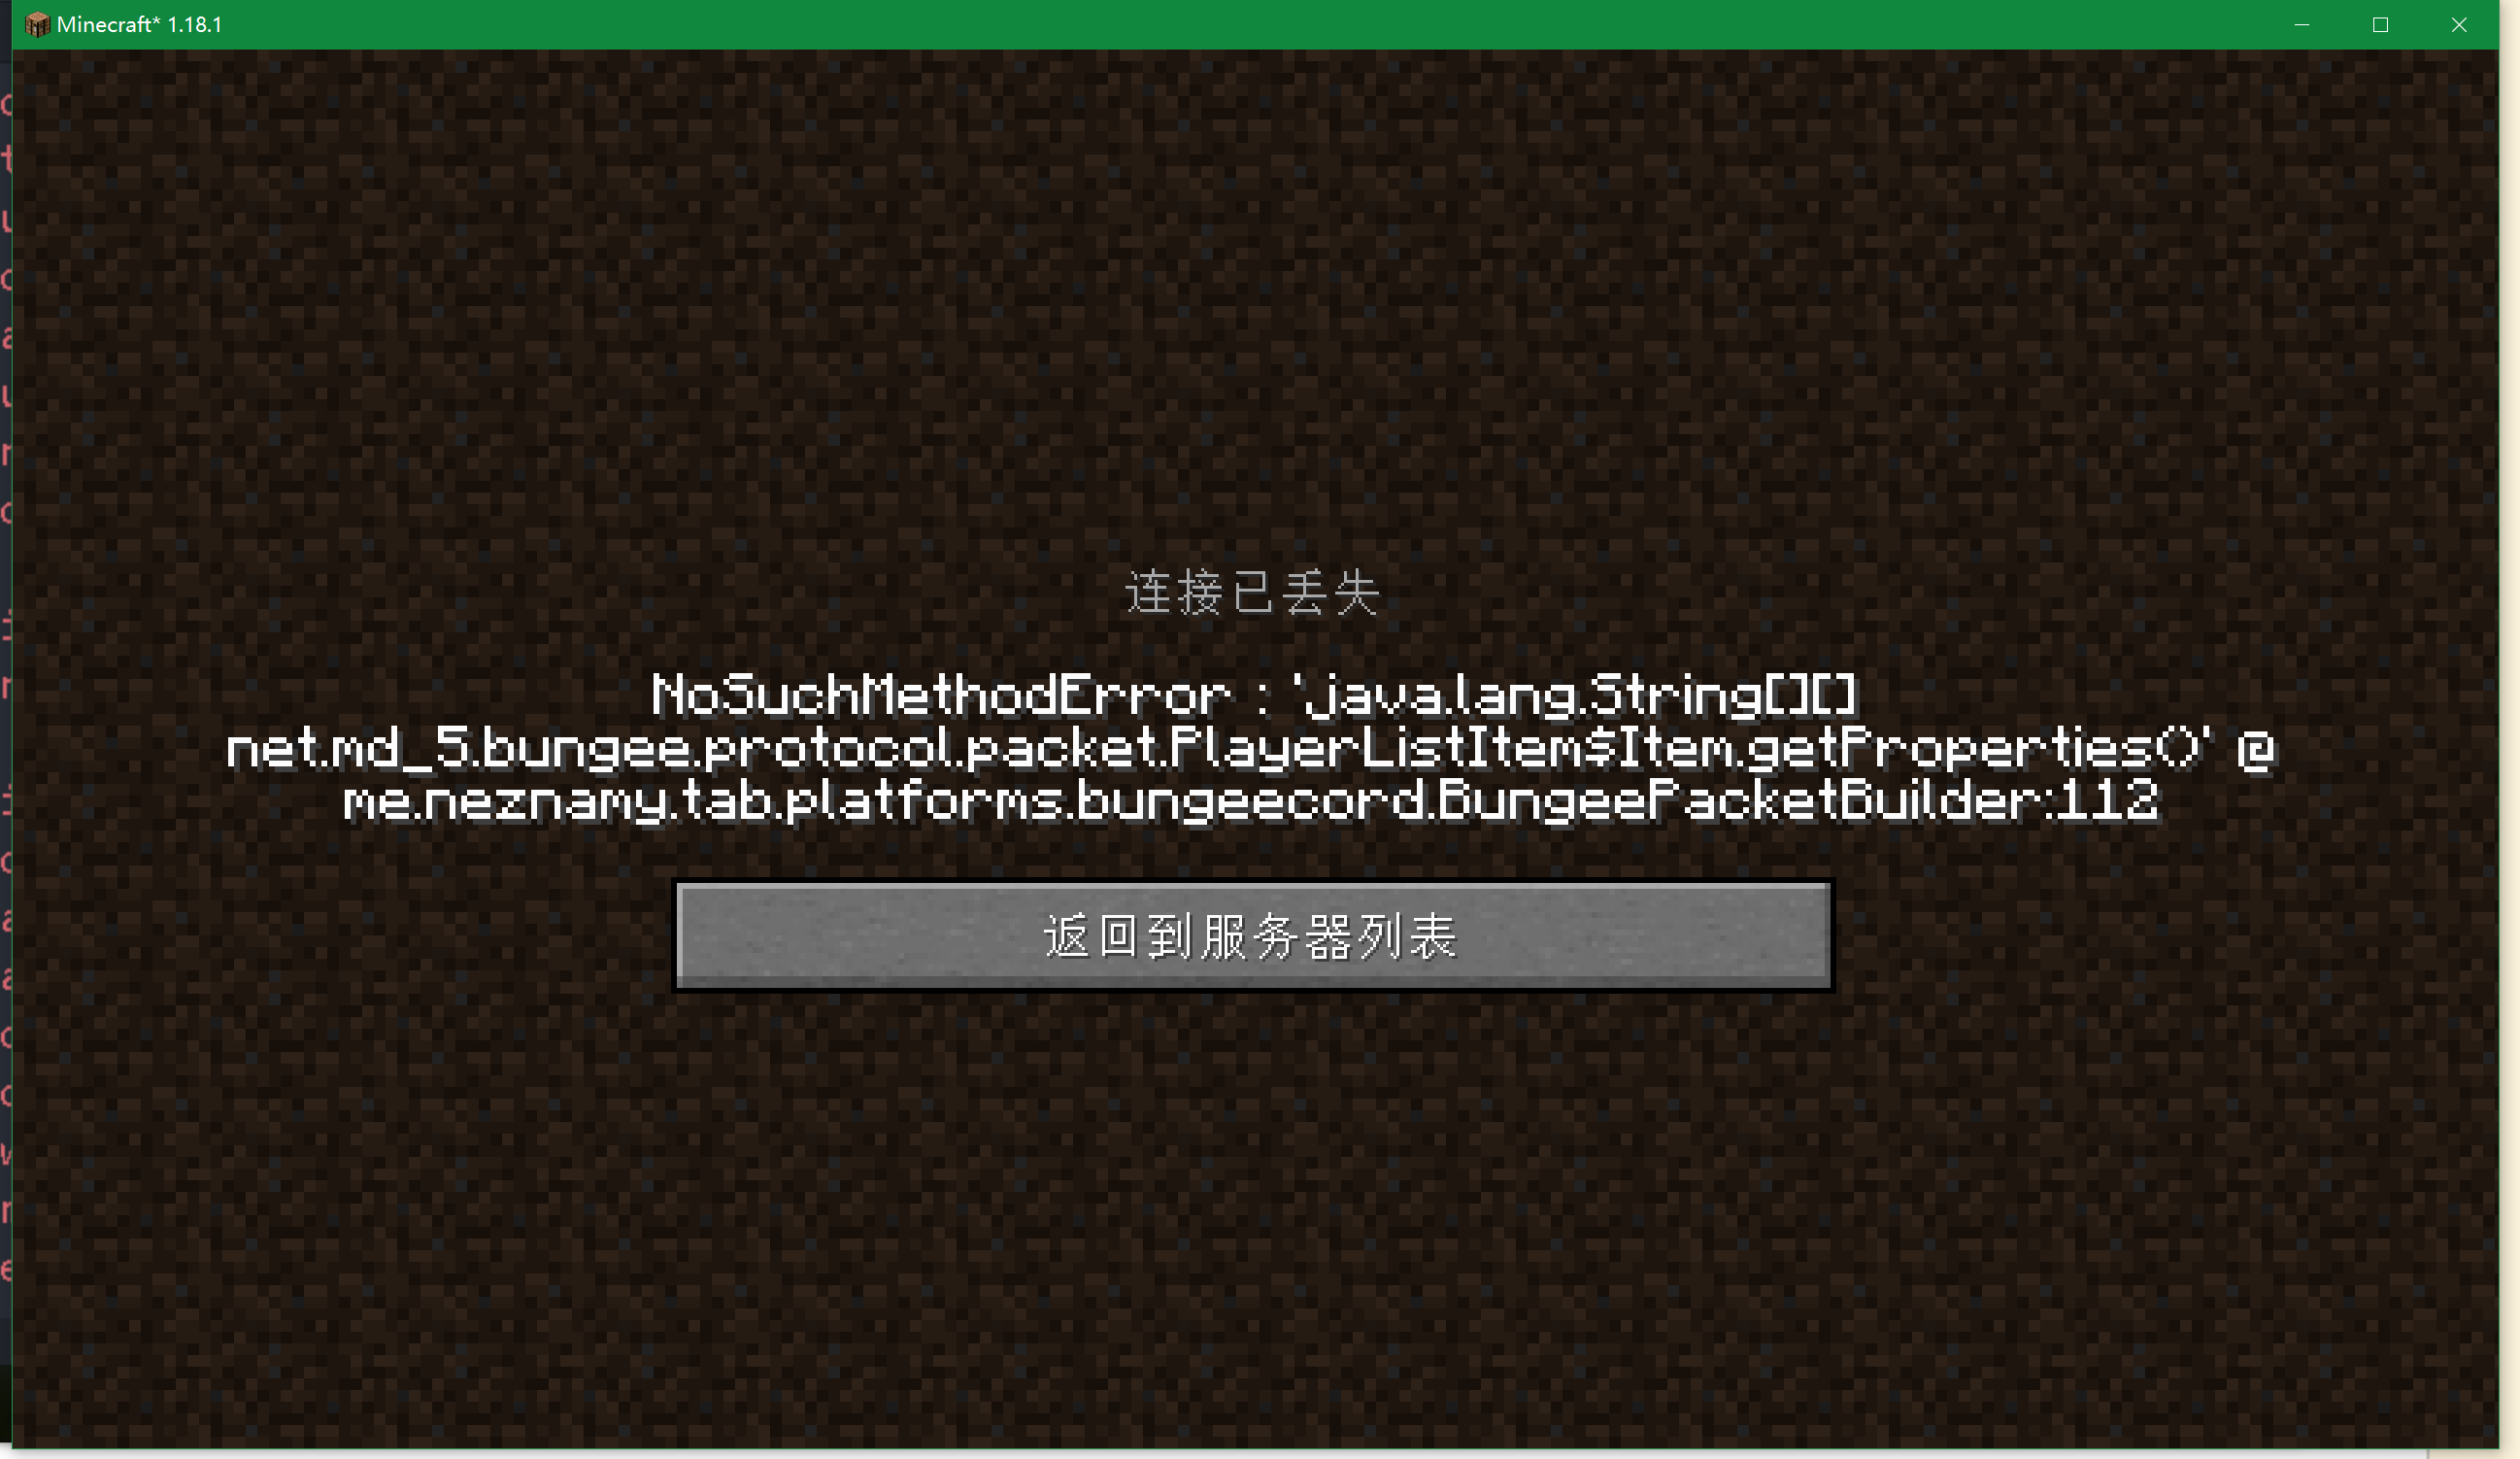 Minecraft* 1.18.1
连接已丢失
NoSuchMethodError : 'java.lang.String[][]
net.md_5.bungee.protocol.packet.PlayerListItem$Item.getProperties()' @
me.neznamy.tab.platforms.bungeecord.BungeePacketBuilder:112
返回到服务器列表